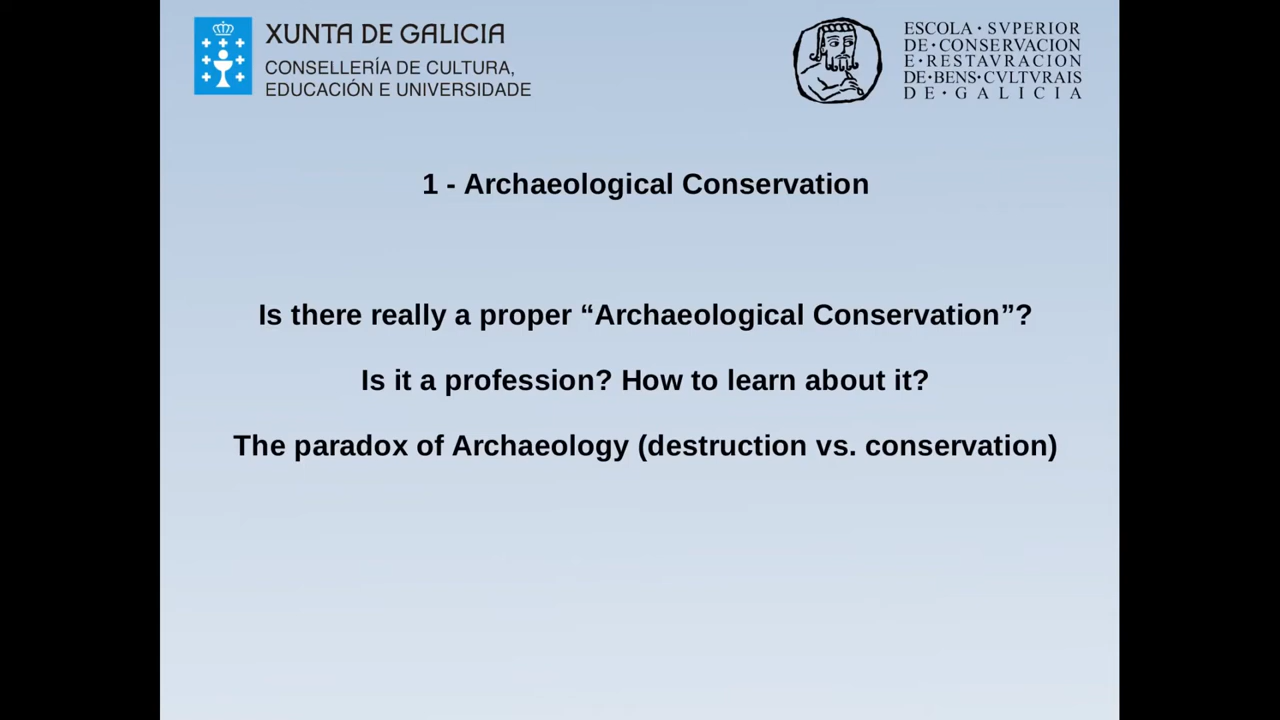 XUNTA DE GALICIA
CONSELLERÍA DE CULTURA,
EDUCACIÓN E UNIVERSIDADE
ESCOLA · SVPERIOR
DE · CONSERVACION
E · RESTAVRACION
DE · BENS · CVLTVRAIS
DE · GALICIA
1 - Archaeological Conservation
Is there really a proper “Archaeological Conservation”?
Is it a profession? How to learn about it?
The paradox of Archaeology (destruction vs. conservation)